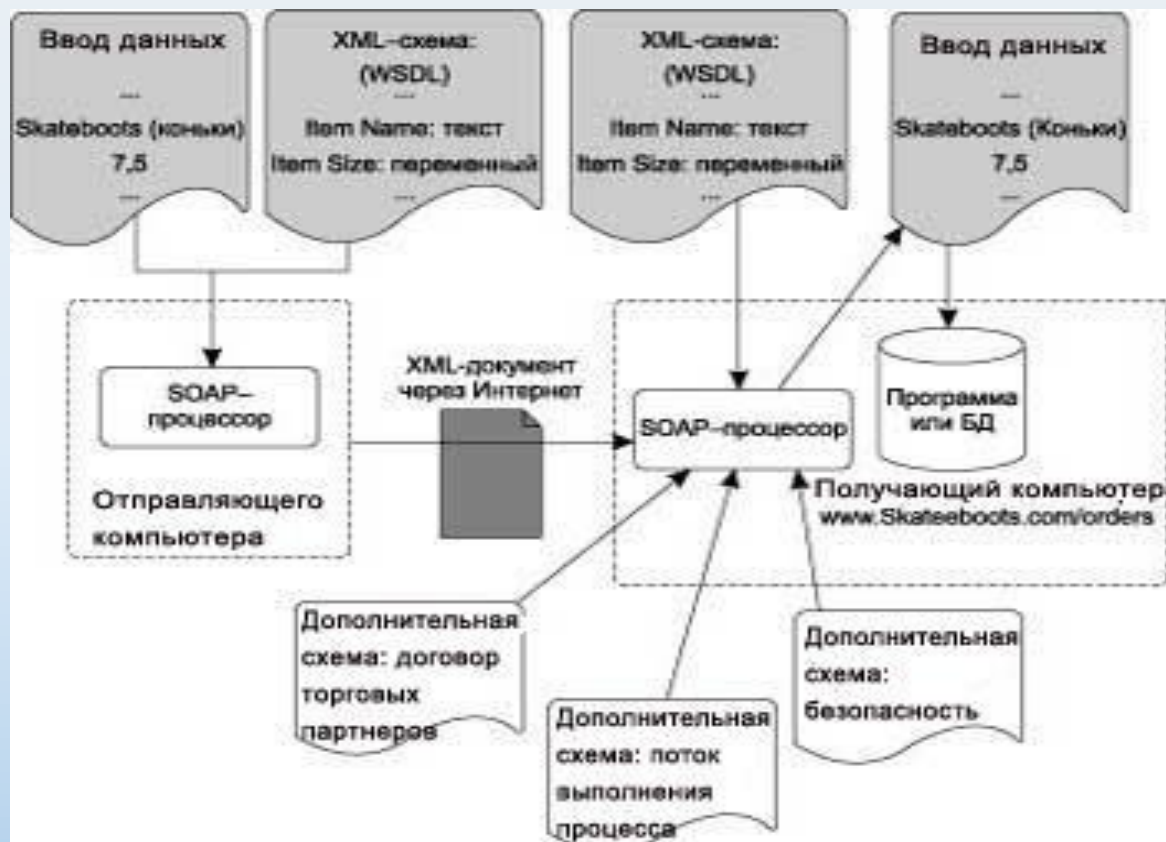 Ввод данных
...
Skateboots (коньки)
7,5
...
XML-схема:
(WSDL)
...
Item Name: текст
Item Size: переменный
...
XML-схема:
(WSDL)
...
Item Name: текст
Item Size: переменный
...
Ввод данных
...
Skateboots (Коньки)
7,5
...
SOAP–
процессор
Отправляющего
компьютера
XML-документ
через Интернет
SOAP–процессор
Программа
или БД
Получающий компьютер
www.Skateeboots.com/orders
Дополнительная
схема: договор
торговых
партнеров
Дополнительная
схема: поток
выполнения
процесса
Дополнительная
схема:
безопасность